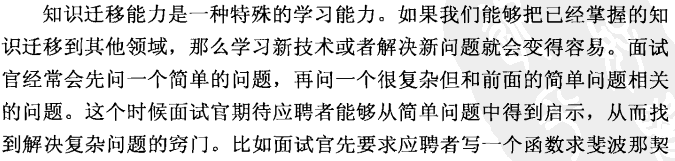 知识迁移能力是一种特殊的学习能力。如果我们能够把已经掌握的知
识迁移到其他领域，那么学习新技术或者解决新问题就会变得容易。面试
官经常会先问一个简单的问题，再问一个很复杂但和前面的简单问题相关
的问题。这个时候面试官期待应聘者能够从简单问题中得到启示，从而找
到解决复杂问题的窍门。比如面试官先要求应聘者写一个函数求斐波那契